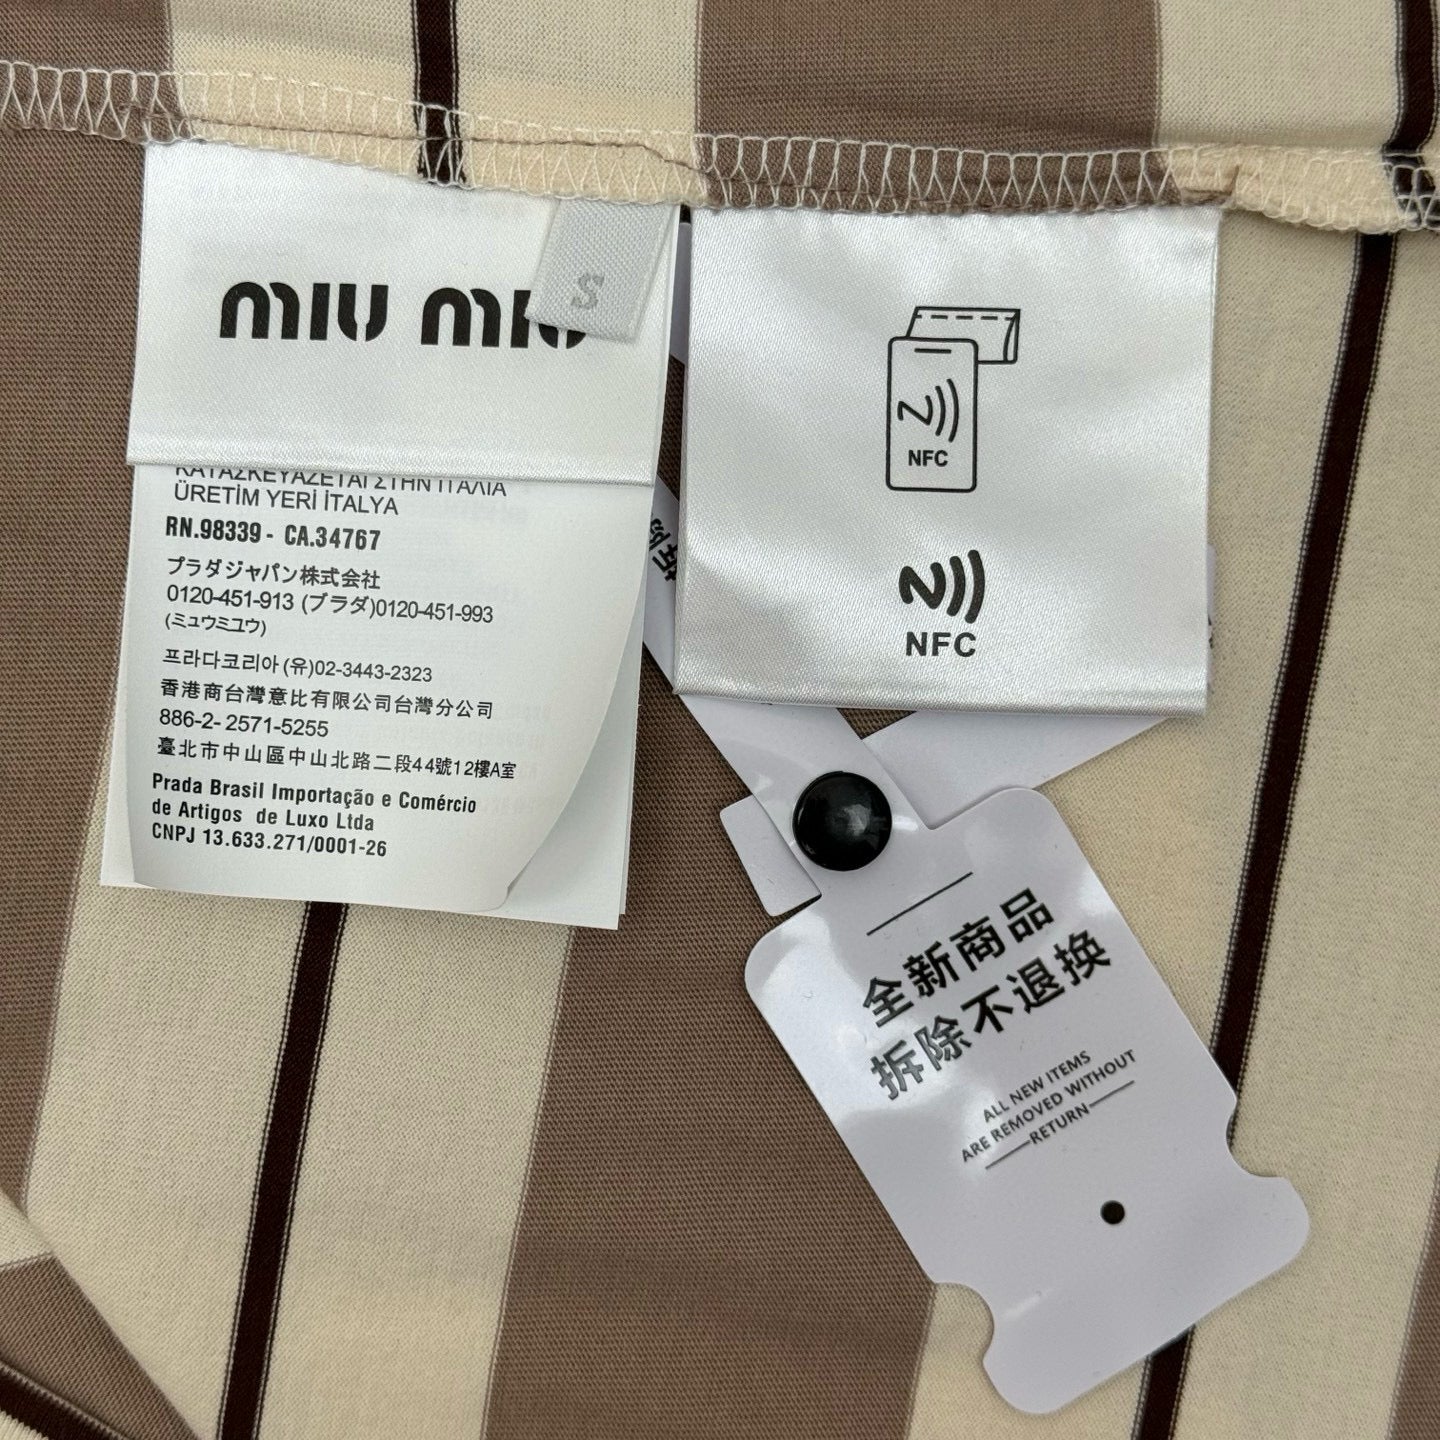 MIU MIU
S
ΚΑΤΑΣΚΕΥΑΖΕΤΑΙ ΣΤΗΝ ΙΤΑΛΙΑ
ÜRETİM YERİ İTALYA
RN.98339 - CA.34767
プラダジャパン株式会社
0120-451-913 (プラダ)0120-451-993
(ミュウミユウ)
프라다코리아(유)02-3443-2323
香港商台灣意比有限公司台灣分公司
886-2- 2571-5255
臺北市中山區中山北路二段44號12樓A室
Prada Brasil Importação e Comércio
de Artigos de Luxo Ltda
CNPJ 13.633.271/0001-26
NFC
NFC
全新商品
拆除不退换
ALL NEW ITEMS
ARE REMOVED WITHOUT
RETURN